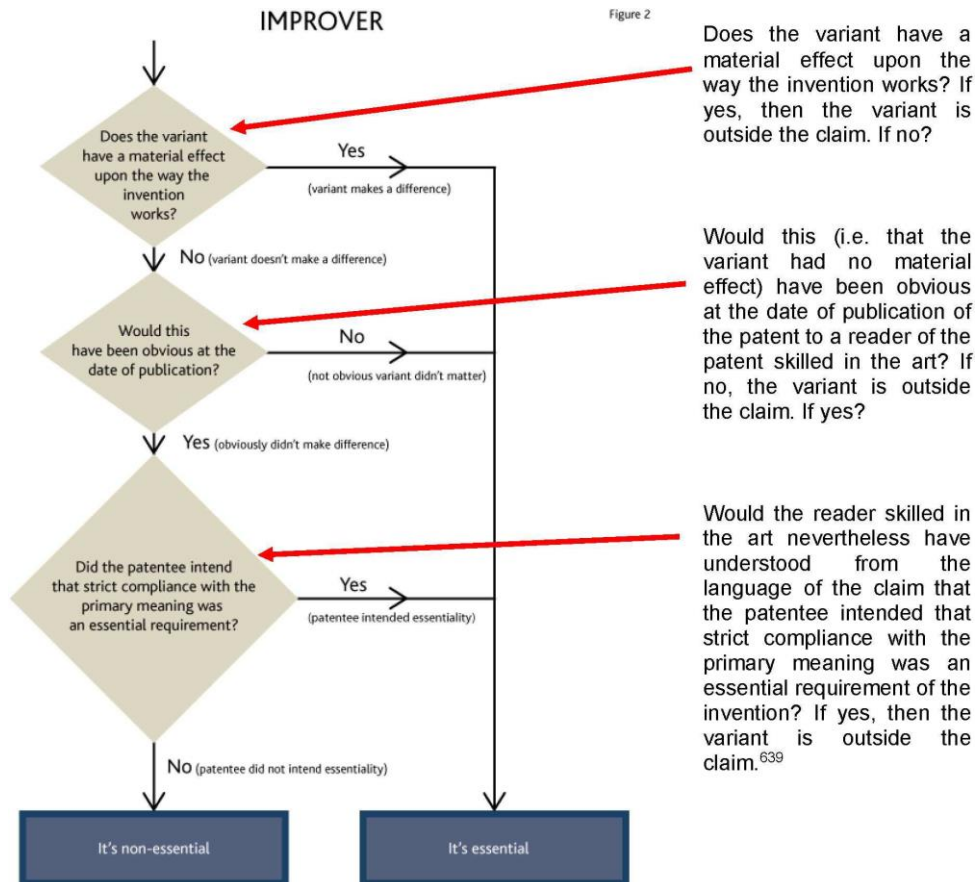 IMPROVER
Figure 2
Does the variant
have a material effect
upon the way the
invention
works?
Yes
(variant makes a difference)
No (variant doesn't make a difference)
Would this
have been obvious at the
date of publication?
No
(not obvious variant didn't matter)
Yes (obviously didn't make difference)
Did the patentee intend
that strict compliance with the
primary meaning was
an essential requirement?
Yes
(patentee intended essentiality)
No (patentee did not intend essentiality)
It's non-essential
It's essential
Does the variant have a
material effect upon the
way the invention works? If
yes, then the variant is
outside the claim. If no?
Would this (i.e. that the
variant had no material
effect) have been obvious
at the date of publication of
the patent to a reader of the
patent skilled in the art? If
no, the variant is outside
the claim. If yes?
Would the reader skilled in
the art nevertheless have
understood from the
language of the claim that
the patentee intended that
strict compliance with the
primary meaning was an
essential requirement of the
invention? If yes, then the
variant is outside the
claim.639